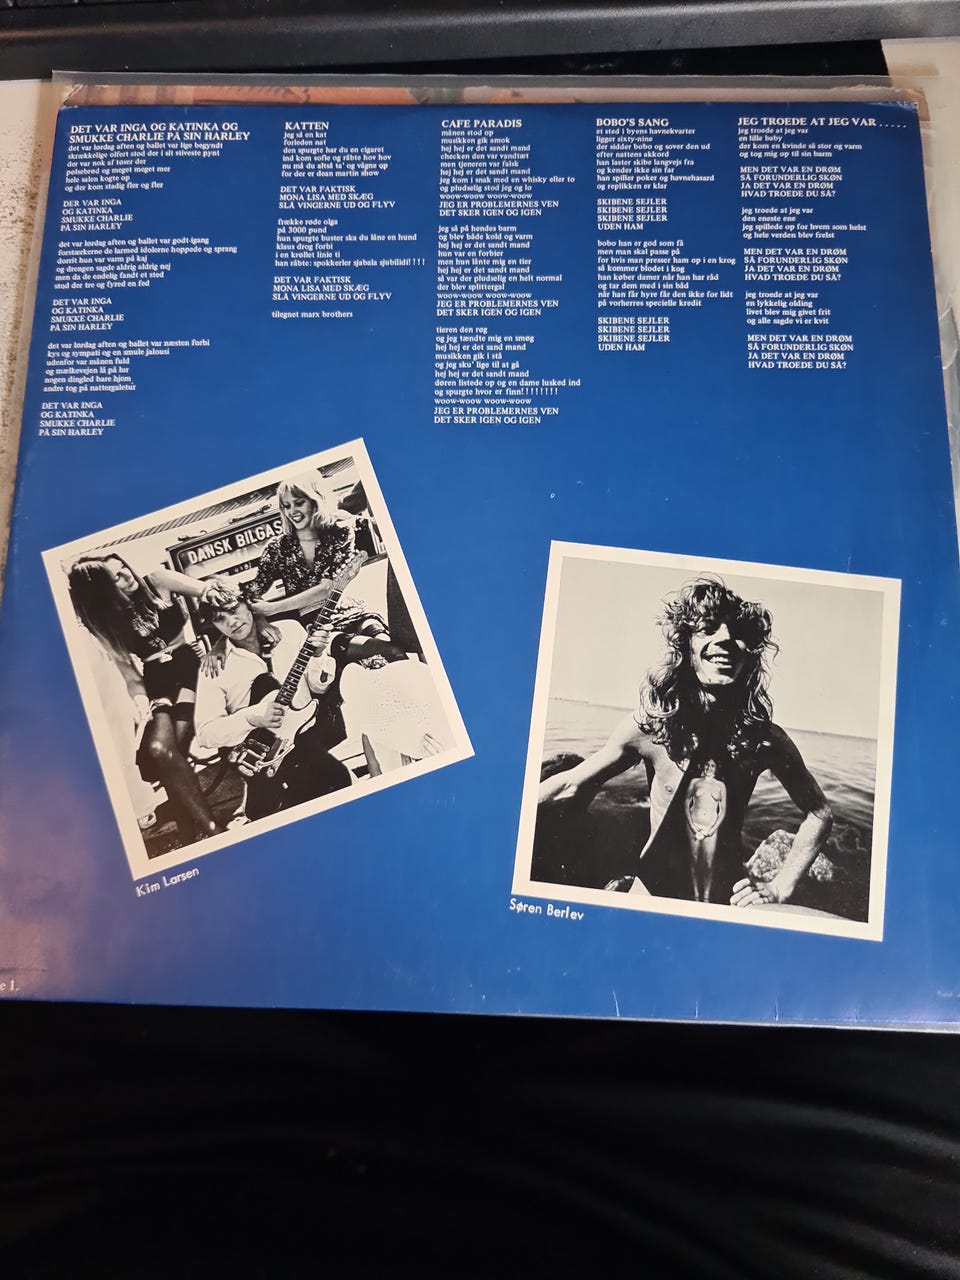 DET VAR INGA OG KATINKA OG
SMUKKE CHARLIE PÅ SIN HARLEY
det var lørdag aften og ballet var lige begyndt
skrækkelige olfert stod der i sit stiveste pynt
der var nok af tøser der
pølsebrød og meget meget mer
hele salen kogte op
og der kom stadig fler og fler
DER VAR INGA
OG KATINKA
SMUKKE CHARLIE
PÅ SIN HARLEY
det var lørdag aften og ballet var godt igang
forstærkerne de larmed idolerne hoppede og sprang
dorrit hun var varm på kaj
og drengen sagde aldrig aldrig nej
men da de endelig fandt et sted
stod der tre og fyred en fed
DET VAR INGA
OG KATINKA
SMUKKE CHARLIE
PÅ SIN HARLEY
det var lørdag aften og ballet var næsten forbi
kys og sympati og en smule jalousi
udenfor var månen fuld
og mælkevejen lå på lur
nogen dingled bare hjem
andre tog på nattergaletur
DET VAR INGA
OG KATINKA
SMUKKE CHARLIE
PÅ SIN HARLEY
KATTEN
jeg så en kat
forleden nat
den spurgte har du en cigaret
ind kom sofie og råbte hov hov
nu må du altså ta' og vågne op
for der er dean martin show
DET VAR FAKTISK
MONA LISA MED SKÆG
SLÅ VINGERNE UD OG FLYV
frække røde olga
på 3000 pund
hun spurgte buster ska du låne en hund
klaus drog forbi
i en krøllet linie ti
han råbte: spokkerler sjabala sjubilidi! ! ! !
DET VAR FAKTISK
MONA LISA MED SKÆG
SLÅ VINGERNE UD OG FLYV
tilegnet marx brothers
CAFE PARADIS
månen stod op
musikken gik amok
hej hej er det sandt mand
checken den var vandtæt
men tjeneren var falsk
hej hej er det sandt mand
jeg kom i snak med en whisky eller to
og pludselig stod jeg og lo
woow-woow woow-woow
JEG ER PROBLEMERNES VEN
DET SKER IGEN OG IGEN
jeg så på hendes barm
og blev både kold og varm
hej hej er det sandt mand
hun var en forbier
men hun lånte mig en tier
hej hej er det sandt mand
så var der pludselig en helt normal
der blev splittergal
woow-woow woow-woow
JEG ER PROBLEMERNES VEN
DET SKER IGEN OG IGEN
tieren den røg
og jeg tændte mig en smøg
hej hej er det sand mand
musikken gik i stå
og jeg sku' lige til at gå
hej hej er det sandt mand
døren listede op og en dame lusked ind
og spurgte hvor er finn! ! ! ! ! ! ! !
woow-woow woow-woow
JEG ER PROBLEMERNES VEN
DET SKER IGEN OG IGEN
BOBO'S SANG
et sted i byens havnekvarter
ligger sixty-nine
der sidder bobo og sover den ud
efter nattens akkord
han laster skibe langvejs fra
og kender ikke sin far
han spiller poker og havnehasard
og replikken er klar
SKIBENE SEJLER
SKIBENE SEJLER
SKIBENE SEJLER
UDEN HAM
bobo han er god som få
men man skal passe på
for hvis man presser ham op i en krog
så kommer blodet i kog
han køber damer når han har råd
og tar dem med i sin båd
når han får hyre får den ikke for lidt
på vorherres specielle kredit
SKIBENE SEJLER
SKIBENE SEJLER
SKIBENE SEJLER
UDEN HAM
JEG TROEDE AT JEG VAR . . . . .
jeg troede at jeg var
en lille baby
der kom en kvinde så stor og varm
og tog mig op til sin barm
MEN DET VAR EN DRØM
SÅ FORUNDERLIG SKØN
JA DET VAR EN DRØM
HVAD TROEDE DU SÅ?
jeg troede at jeg var
den eneste ene
jeg spillede op for hvem som helst
og hele verden blev frelst
MEN DET VAR EN DRØM
SÅ FORUNDERLIG SKØN
JA DET VAR EN DRØM
HVAD TROEDE DU SÅ?
jeg troede at jeg var
en lykkelig olding
livet blev mig givet frit
og alle sagde vi er kvit
MEN DET VAR EN DRØM
SÅ FORUNDERLIG SKØN
JA DET VAR EN DRØM
HVAD TROEDE DU SÅ?
DANSK BILGAS
Kim Larsen
Søren Berlev
e 1.